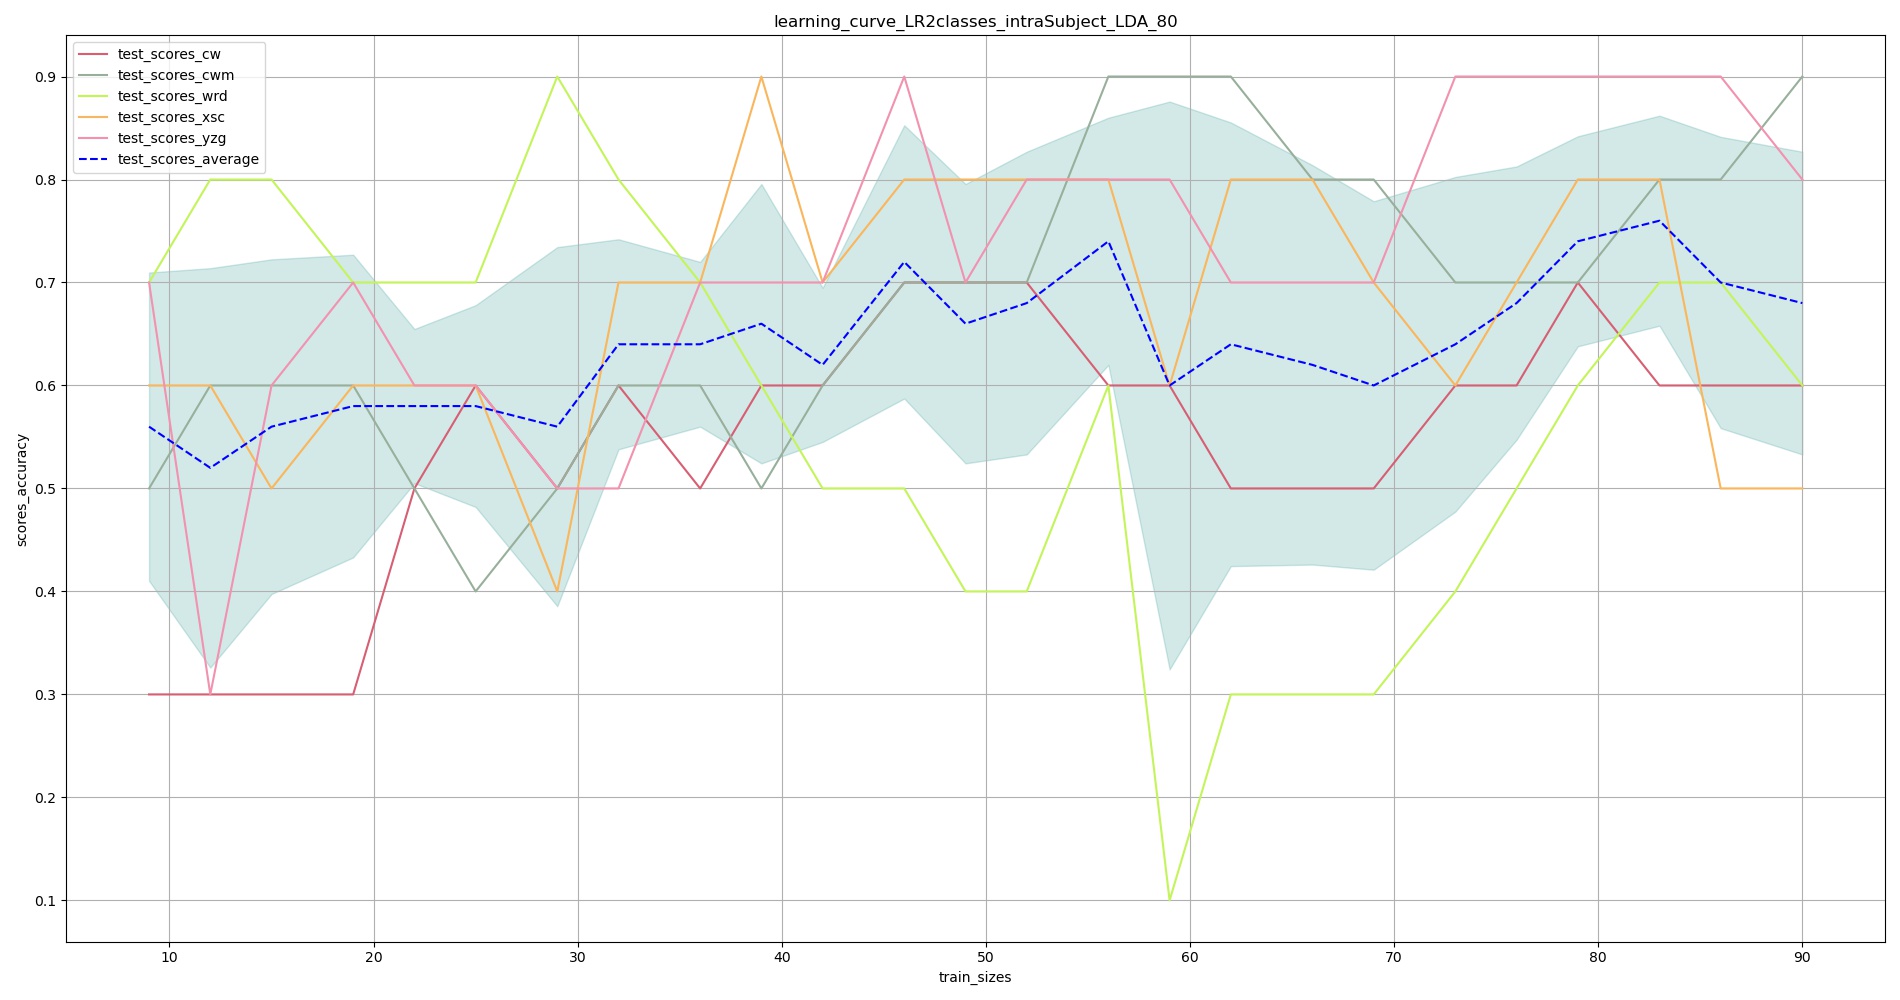 learning_curve_LR2classes_intraSubject_LDA_80
test_scores_cw
test_scores_cwm
test_scores_wrd
test_scores_xsc
test_scores_yzg
test_scores_average
scores_accuracy
0.9
0.8
0.7
0.6
0.5
0.4
0.3
0.2
0.1
10 20 30 40 50 60 70 80 90
train_sizes